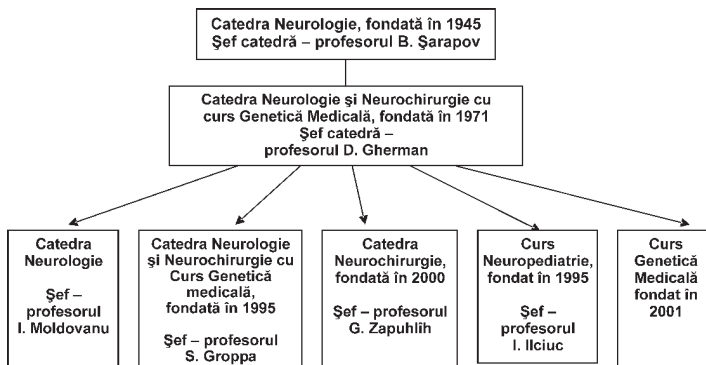 Catedra Neurologie, fondată în 1945
Şef catedră – profesorul B. Şarapov
Catedra Neurologie şi Neurochirurgie cu
curs Genetică Medicală, fondată în 1971
Şef catedră –
profesorul D. Gherman
Catedra
Neurologie
Şef –
profesorul
I. Moldovanu
Catedra Neurologie
şi Neurochirurgie cu
Curs Genetică
medicală,
fondată în 1995
Şef – profesorul
S. Groppa
Catedra
Neurochirurgie,
fondată în 2000
Şef – profesorul
G. Zapuhlîh
Curs
Neuropediatrie,
fondat în 1995
Şef –
profesorul
I. Ilciuc
Curs
Genetică
Medicală
fondat în
2001